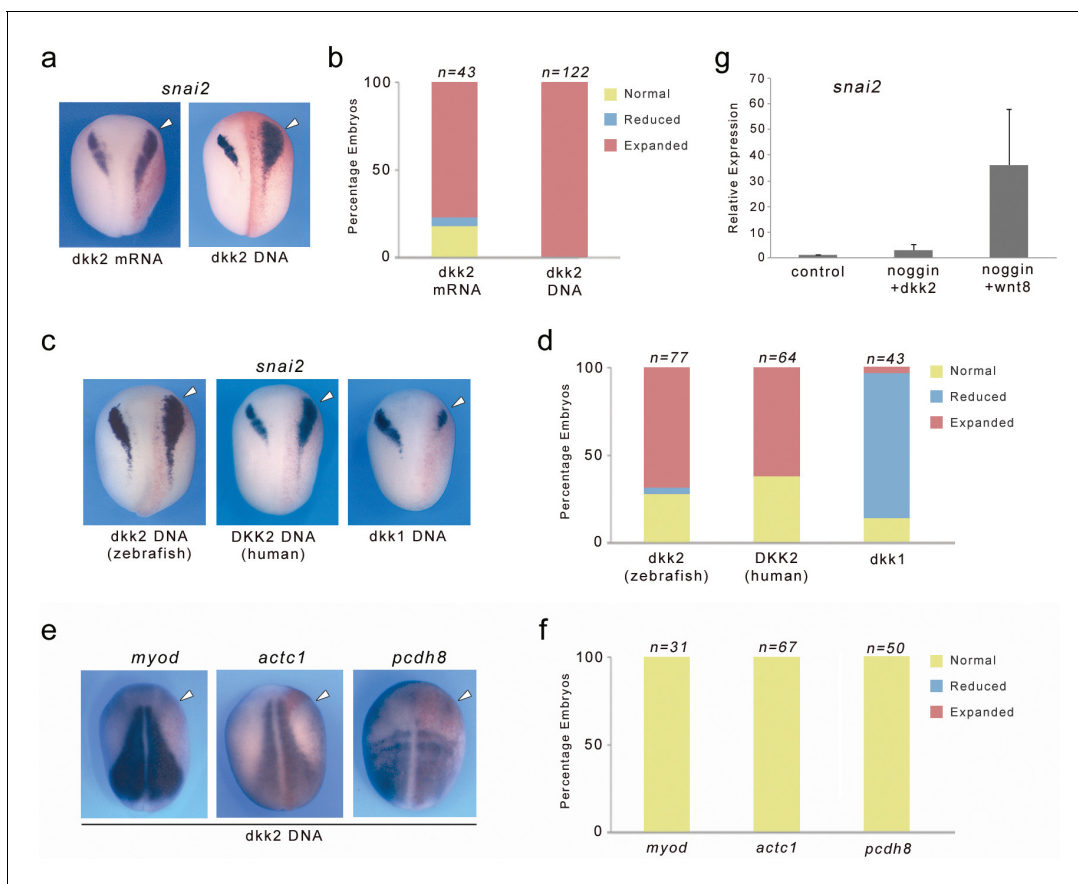 a
snai2
dkk2 mRNA
dkk2 DNA
b
n=43
n=122
100
50
0
Percentage Embryos
dkk2
mRNA
dkk2
DNA
Normal
Reduced
Expanded
g
snai2
70
60
50
40
30
20
10
0
Relative Expression
control
noggin
+dkk2
noggin
+wnt8
c
snai2
dkk2 DNA
(zebrafish)
DKK2 DNA
(human)
dkk1 DNA
d
n=77
n=64
n=43
100
50
0
Percentage Embryos
dkk2
(zebrafish)
DKK2
(human)
dkk1
Normal
Reduced
Expanded
e
myod
actc1
pcdh8
dkk2 DNA
f
n=31
n=67
n=50
100
50
0
Percentage Embryos
myod
actc1
pcdh8
Normal
Reduced
Expanded